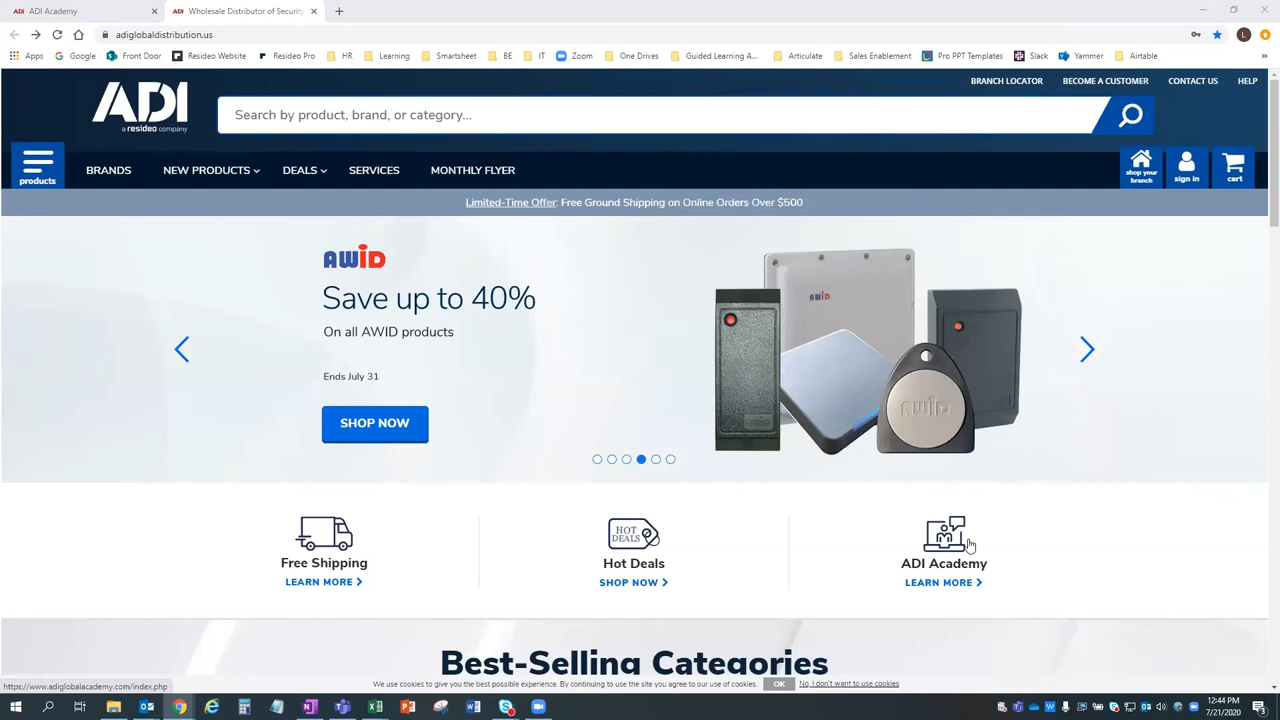 ADI Academy
Wholesale Distributor of Securit
adiglobaldistribution.us
L
Apps
Google
Front Door
Resideo Website
Resideo Pro
HR
Learning
Smartsheet
BE
IT
Zoom
One Drives
Guided Learning A...
Articulate
Sales Enablement
Pro PPT Templates
Slack
Yammer
Airtable
BRANCH LOCATOR
BECOME A CUSTOMER
CONTACT US
HELP
ADI
a resideo company
Search by product, brand, or category...
products
BRANDS
NEW PRODUCTS
DEALS
SERVICES
MONTHLY FLYER
shop your
branch
sign in
cart
Limited-Time Offer: Free Ground Shipping on Online Orders Over $500
AWID
Save up to 40%
On all AWID products
Ends July 31
SHOP NOW
AWID
AWID
HOT
DEALS
Free Shipping
Hot Deals
ADI Academy
LEARN MORE
SHOP NOW
LEARN MORE
Best-Selling Categories
https://www.adiglobalacademy.com/index.php
We use cookies to give you the best possible experience. By continuing to use the site you agree to our use of cookies.
OK
No, I don't want to use cookies
12:44 PM
7/21/2020